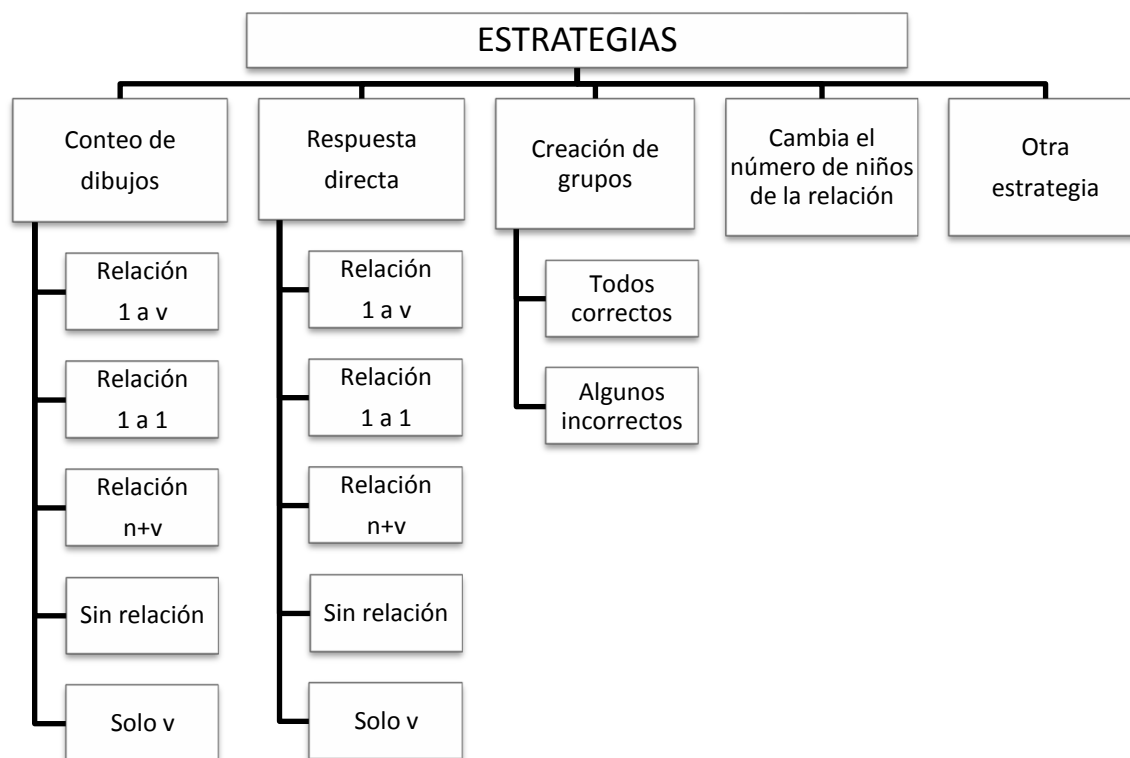 ESTRATEGIAS
Conteo de
dibujos
Relación
1 a v
Relación
1 a 1
Relación
n+v
Sin relación
Solo v
Respuesta
directa
Relación
1 a v
Relación
1 a 1
Relación
n+v
Sin relación
Solo v
Creación de
grupos
Todos
correctos
Algunos
incorrectos
Cambia el
número de niños
de la relación
Otra
estrategia